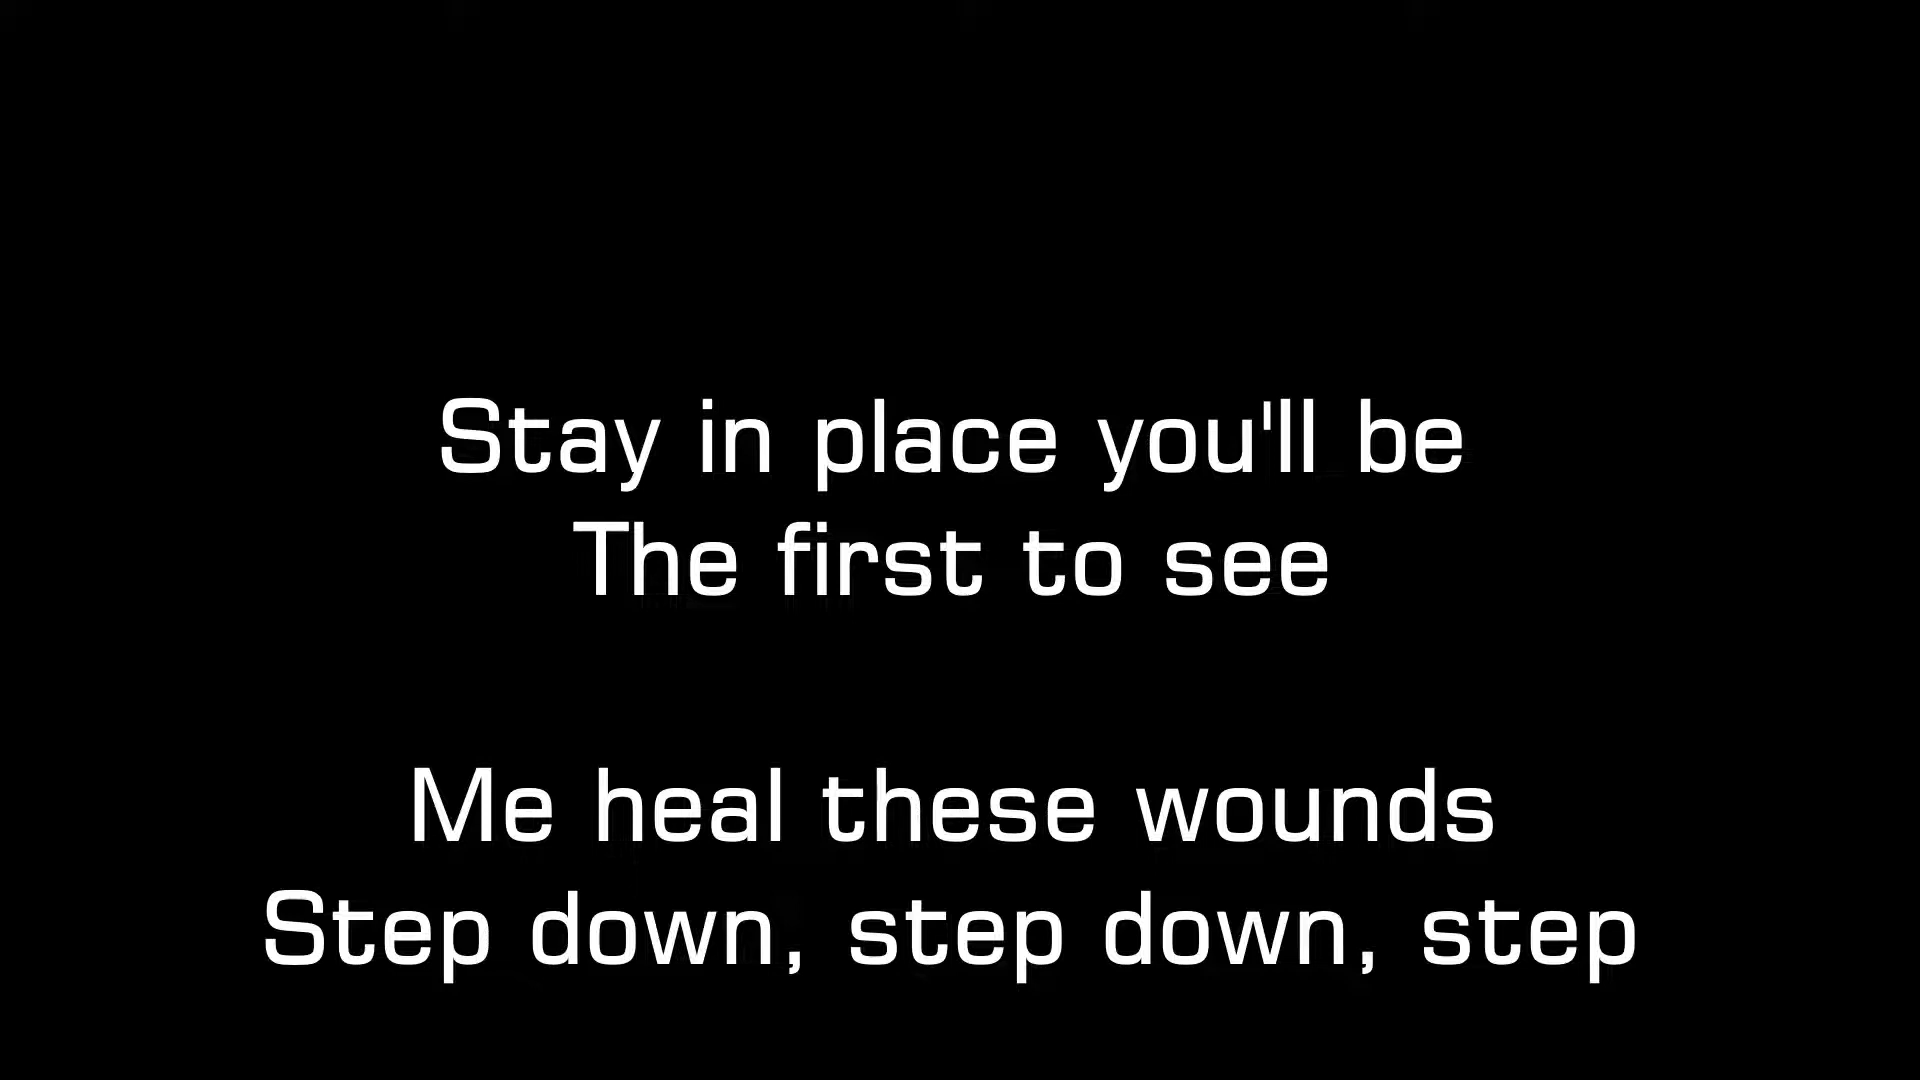 Stay in place you'll be
The first to see
Me heal these wounds
Step down, step down, step